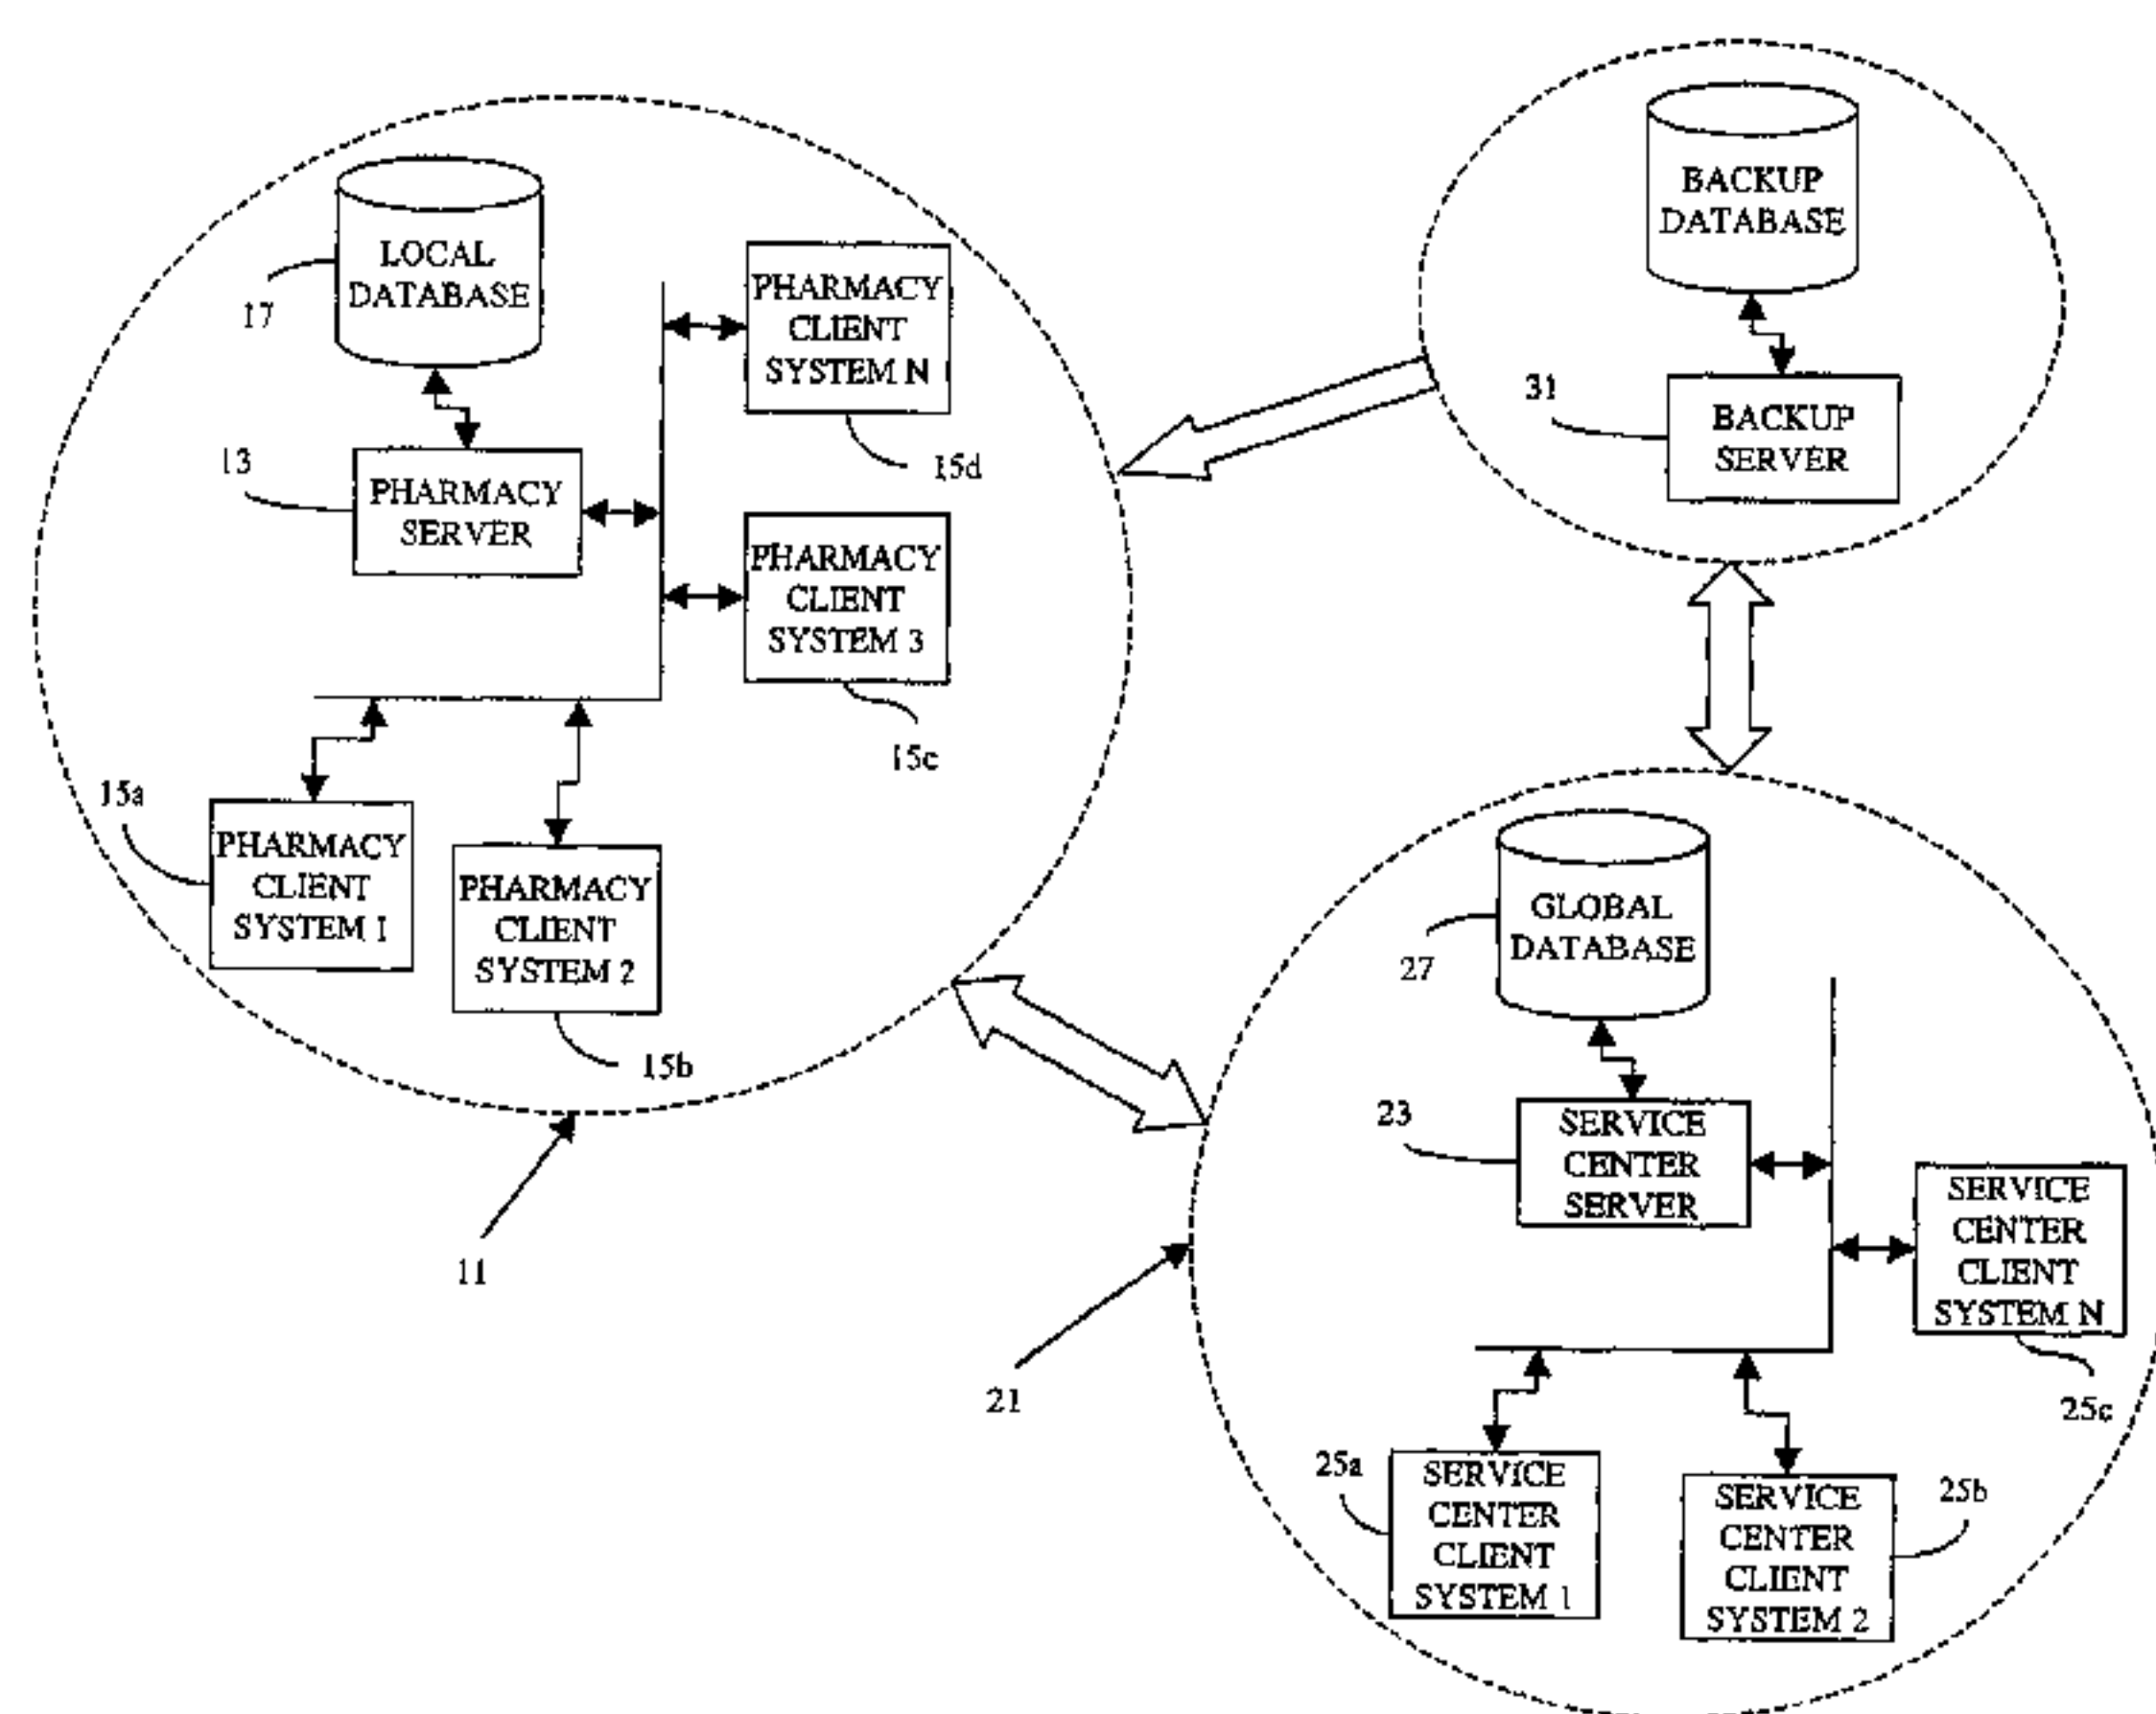 LOCAL
DATABASE
17
PHARMACY
CLIENT
SYSTEM N
15d
13
PHARMACY
SERVER
PHARMACY
CLIENT
SYSTEM 3
15c
15a
PHARMACY
CLIENT
SYSTEM 1
PHARMACY
CLIENT
SYSTEM 2
15b
11
BACKUP
DATABASE
31
BACKUP
SERVER
GLOBAL
DATABASE
27
23
SERVICE
CENTER
SERVER
SERVICE
CENTER
CLIENT
SYSTEM N
25c
21
25a
SERVICE
CENTER
CLIENT
SYSTEM 1
SERVICE
CENTER
CLIENT
SYSTEM 2
25b